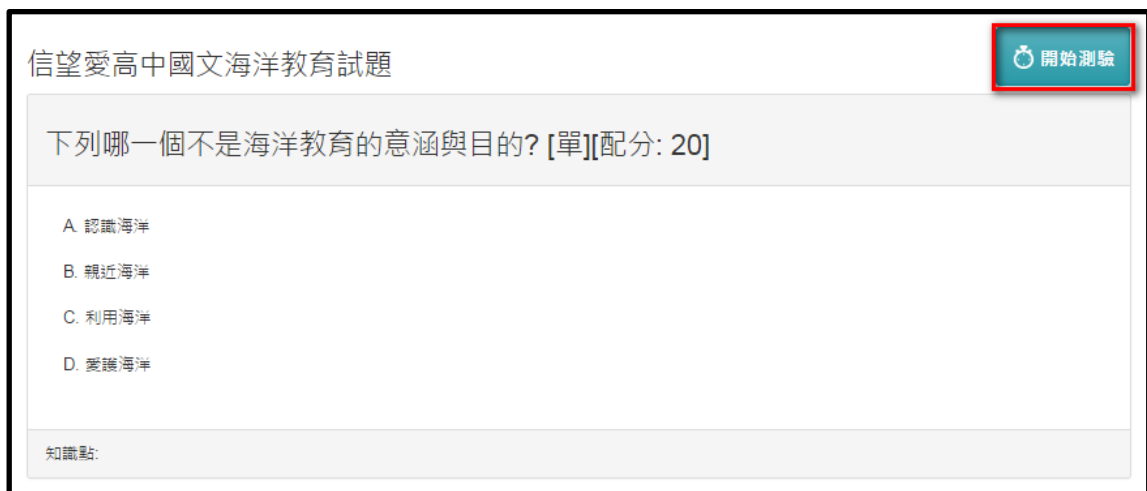 信望愛高中國文海洋教育試題
開始測驗
下列哪一個不是海洋教育的意涵與目的? [單][配分: 20]
A. 認識海洋
B. 親近海洋
C. 利用海洋
D. 愛護海洋
知識點: